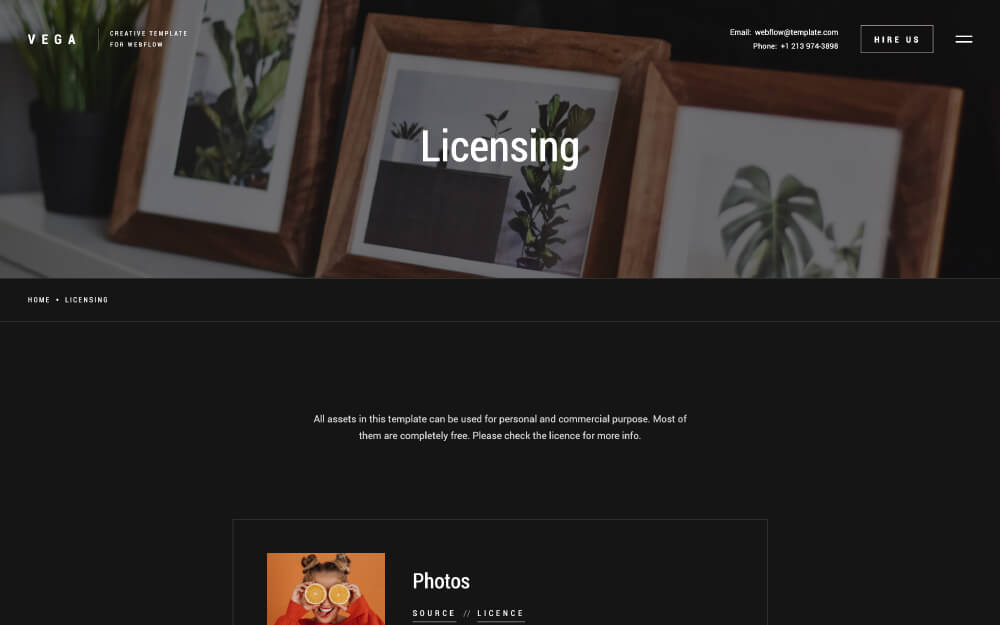 VEGA
CREATIVE TEMPLATE
FOR WEBFLOW
Email: webflow@template.com
Phone: +1 213 974-3898
HIRE US
Licensing
HOME • LICENSING
All assets in this template can be used for personal and commercial purpose. Most of
them are completely free. Please check the licence for more info.
Photos
SOURCE // LICENCE